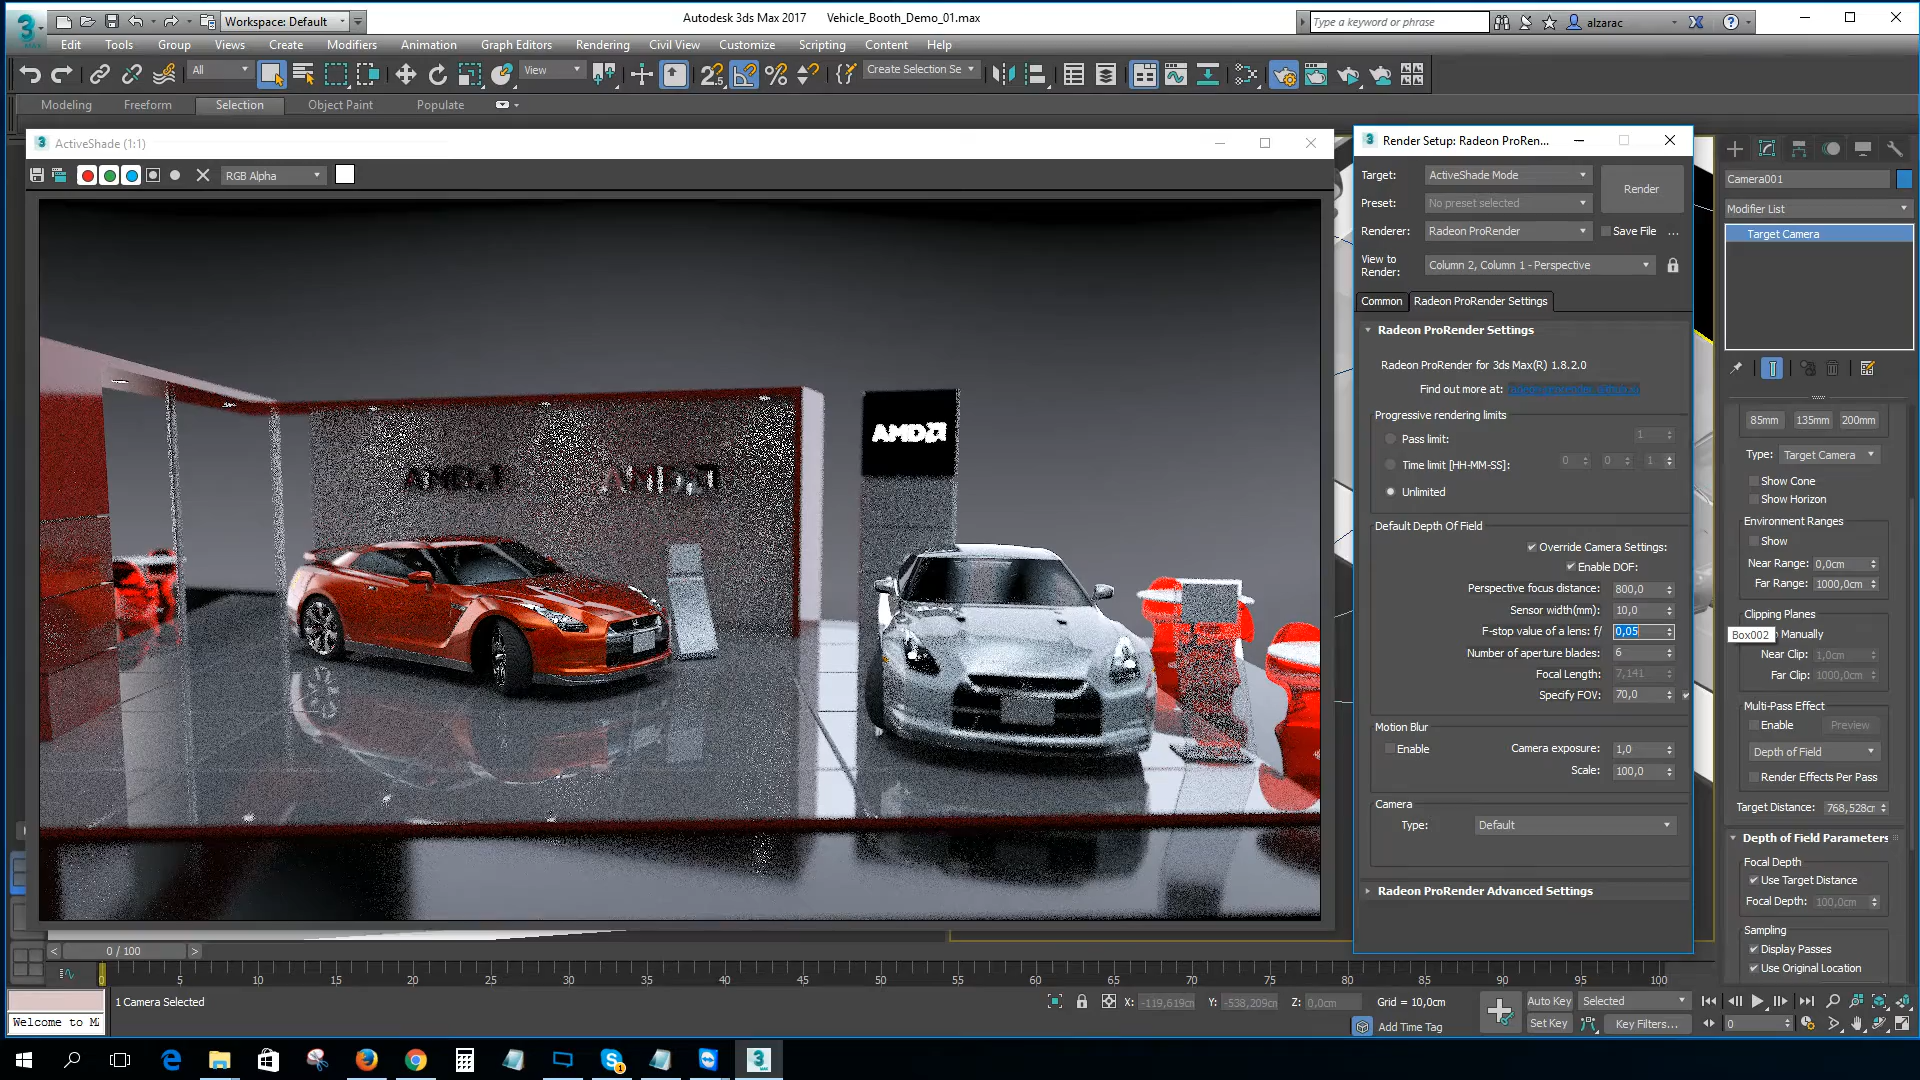 Workspace: Default
Autodesk 3ds Max 2017 Vehicle_Booth_Demo_01.max
Type a keyword or phrase
alzarac
Edit Tools Group Views Create Modifiers Animation Graph Editors Rendering Civil View Customize Scripting Content Help
All
View
Create Selection Se
Modeling Freeform Selection Object Paint Populate
ActiveShade (1:1)
RGB Alpha
AMD
AMD
AMD
Render Setup: Radeon ProRen...
Target: ActiveShade Mode
Render
Preset: No preset selected
Renderer: Radeon ProRender
Save File ...
View to
Render:
Column 2, Column 1 - Perspective
Common Radeon ProRender Settings
Radeon ProRender Settings
Radeon ProRender for 3ds Max(R) 1.8.2.0
Find out more at:
Progressive rendering limits
Pass limit: 1
Time limit [HH-MM-SS]: 0 0 1
Unlimited
Default Depth Of Field
Override Camera Settings:
Enable DOF:
Perspective focus distance: 800,0
Sensor width(mm): 10,0
F-stop value of a lens: f/ 0,05
Number of aperture blades: 6
Focal Length: 7,141
Specify FOV: 70,0
Motion Blur
Enable
Camera exposure: 1,0
Scale: 100,0
Camera
Type: Default
Radeon ProRender Advanced Settings
Camera001
Modifier List
Target Camera
85mm 135mm 200mm
Type: Target Camera
Show Cone
Show Horizon
Environment Ranges
Show
Near Range: 0,0cm
Far Range: 1000,0cm
Clipping Planes
Box002
Manually
Near Clip: 1,0cm
Far Clip: 1000,0cm
Multi-Pass Effect
Enable Preview
Depth of Field
Render Effects Per Pass
Target Distance: 768,528cr
Depth of Field Parameters
Focal Depth
Use Target Distance
Focal Depth: 100,0cm
Sampling
Display Passes
Use Original Location
< 0 / 100 >
0 5 10 15 20 25 30 35 40 45 50 55 60 65 70 75 80 85 90 95 100
1 Camera Selected
Welcome to M
X: -119,619cm Y: -538,209cm Z: 0,0cm Grid = 10,0cm
Add Time Tag
Auto Key Selected
Set Key Key Filters...
0